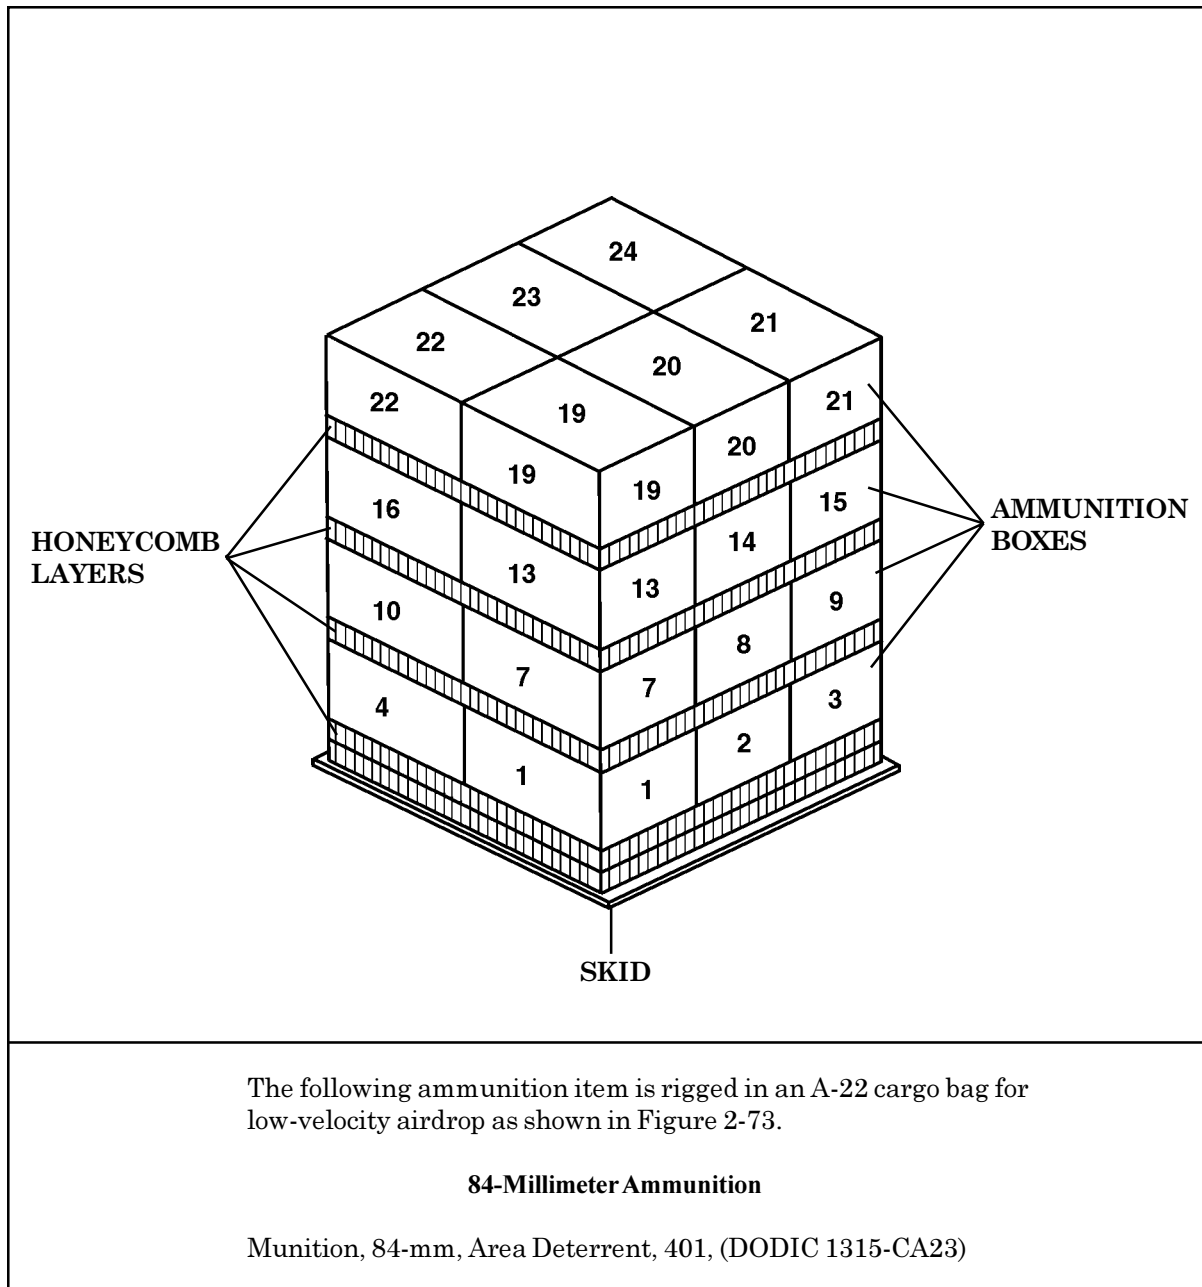 24
23
21
22
20
22
19
21
20
19
19
16
15
HONEYCOMB
LAYERS
AMMUNITION
BOXES
14
13
13
10
9
8
7
7
4
3
2
1
1
SKID
The following ammunition item is rigged in an A-22 cargo bag for
low-velocity airdrop as shown in Figure 2-73.
84-Millimeter Ammunition
Munition, 84-mm, Area Deterrent, 401, (DODIC 1315-CA23)